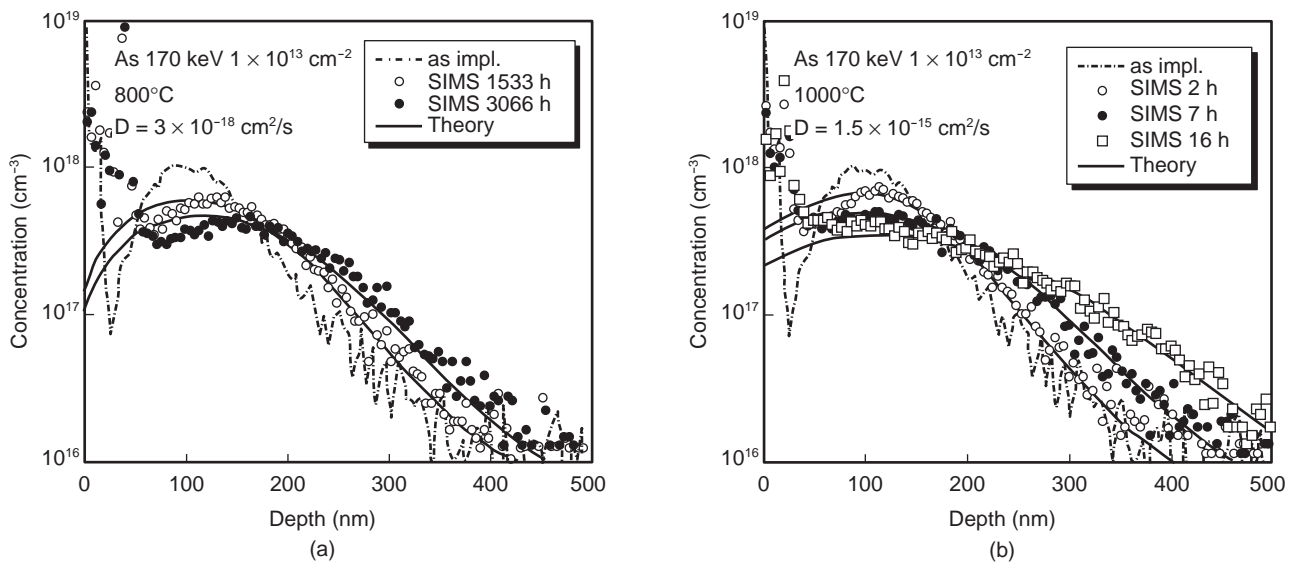 10¹⁹
10¹⁸
10¹⁷
10¹⁶
Concentration (cm⁻³)
As 170 keV 1 × 10¹³ cm⁻²
800°C
D = 3 × 10⁻¹⁸ cm²/s
as impl.
SIMS 1533 h
SIMS 3066 h
Theory
0 100 200 300 400 500
Depth (nm)
(a)
10¹⁹
10¹⁸
10¹⁷
10¹⁶
Concentration (cm⁻³)
As 170 keV 1 × 10¹³ cm⁻²
1000°C
D = 1.5 × 10⁻¹⁵ cm²/s
as impl.
SIMS 2 h
SIMS 7 h
SIMS 16 h
Theory
0 100 200 300 400 500
Depth (nm)
(b)